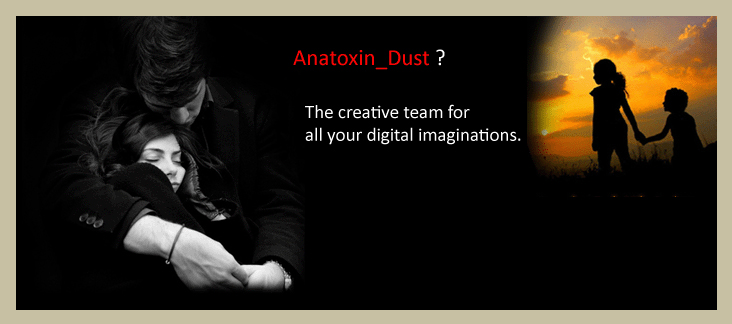 Anatoxin_Dust ?
The creative team for
all your digital imaginations.